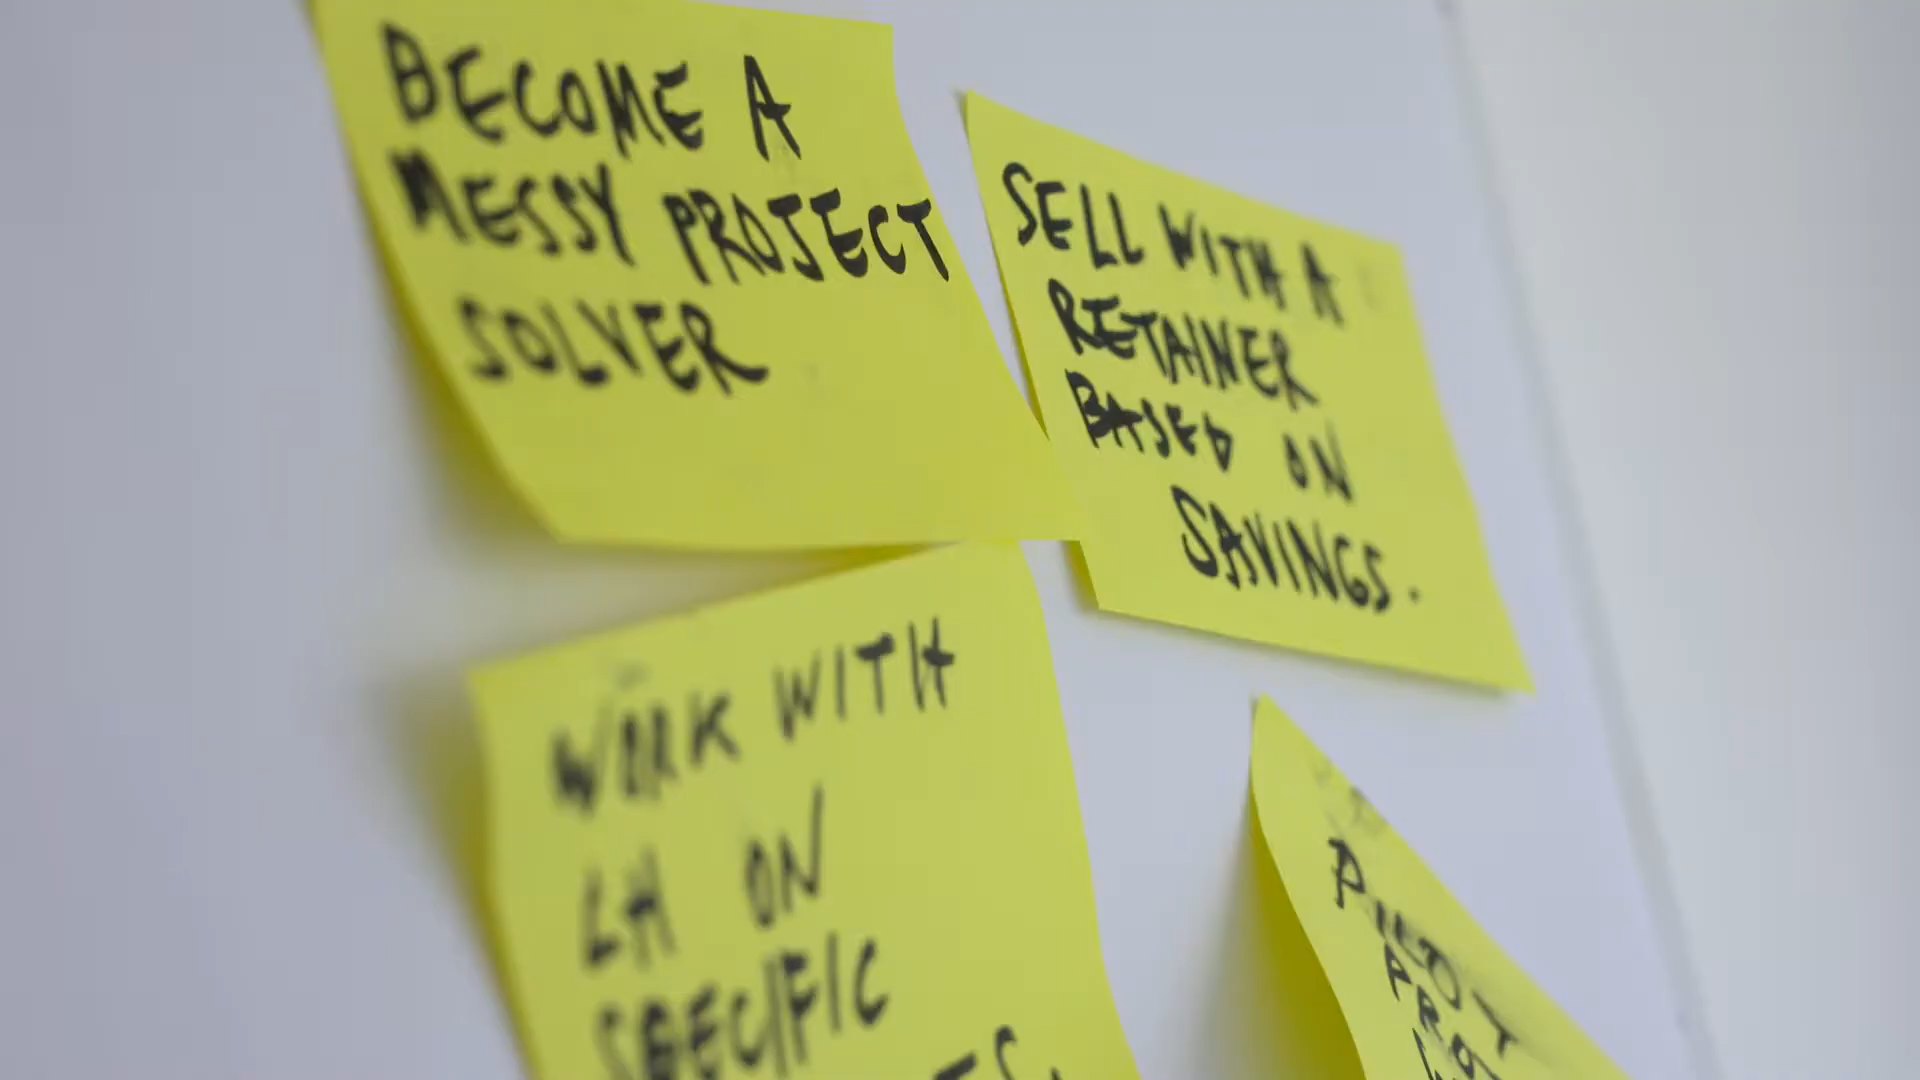 BECOME A
MESSY PROJECT
SOLVER
SELL WITH A
RETAINER
BASED ON
SAVINGS.
WORK WITH
LH ON
SPECIFIC